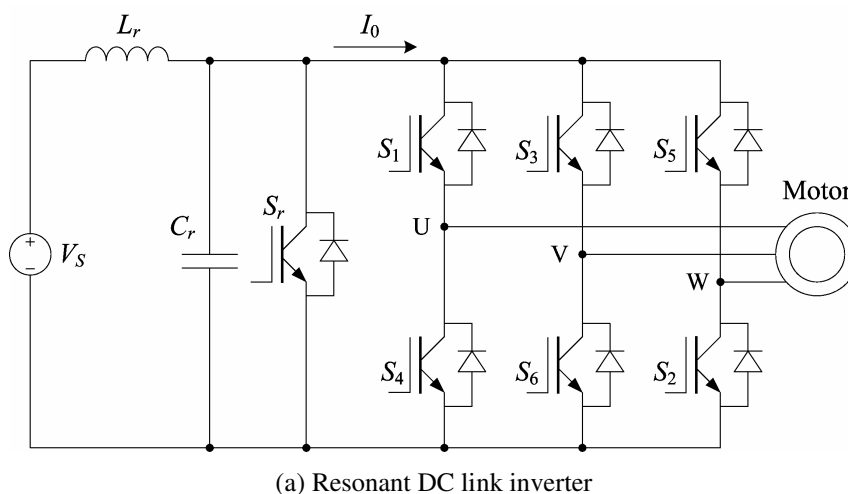 L_r
I_0
S_1
S_3
S_5
Motor
S_r
C_r
U
V_S
V
W
S_4
S_6
S_2
(a) Resonant DC link inverter